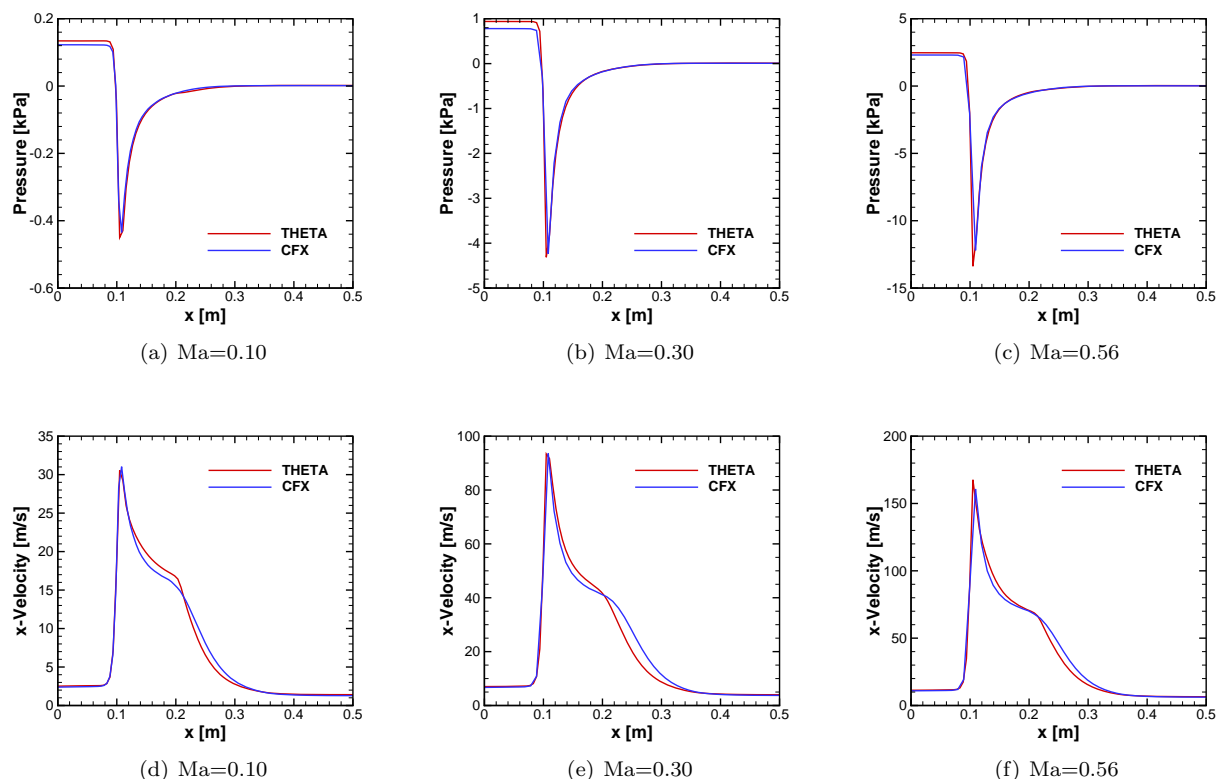 0.2
0
-0.2
-0.4
-0.6
Pressure [kPa]
THETA
CFX
0 0.1 0.2 0.3 0.4 0.5
x [m]
(a) Ma=0.10
1
0
-1
-2
-3
-4
-5
Pressure [kPa]
THETA
CFX
0 0.1 0.2 0.3 0.4 0.5
x [m]
(b) Ma=0.30
5
0
-5
-10
-15
Pressure [kPa]
THETA
CFX
0 0.1 0.2 0.3 0.4 0.5
x [m]
(c) Ma=0.56
35
30
25
20
15
10
5
0
x-Velocity [m/s]
THETA
CFX
0 0.1 0.2 0.3 0.4 0.5
x [m]
(d) Ma=0.10
100
80
60
40
20
0
x-Velocity [m/s]
THETA
CFX
0 0.1 0.2 0.3 0.4 0.5
x [m]
(e) Ma=0.30
200
150
100
50
0
x-Velocity [m/s]
THETA
CFX
0 0.1 0.2 0.3 0.4 0.5
x [m]
(f) Ma=0.56